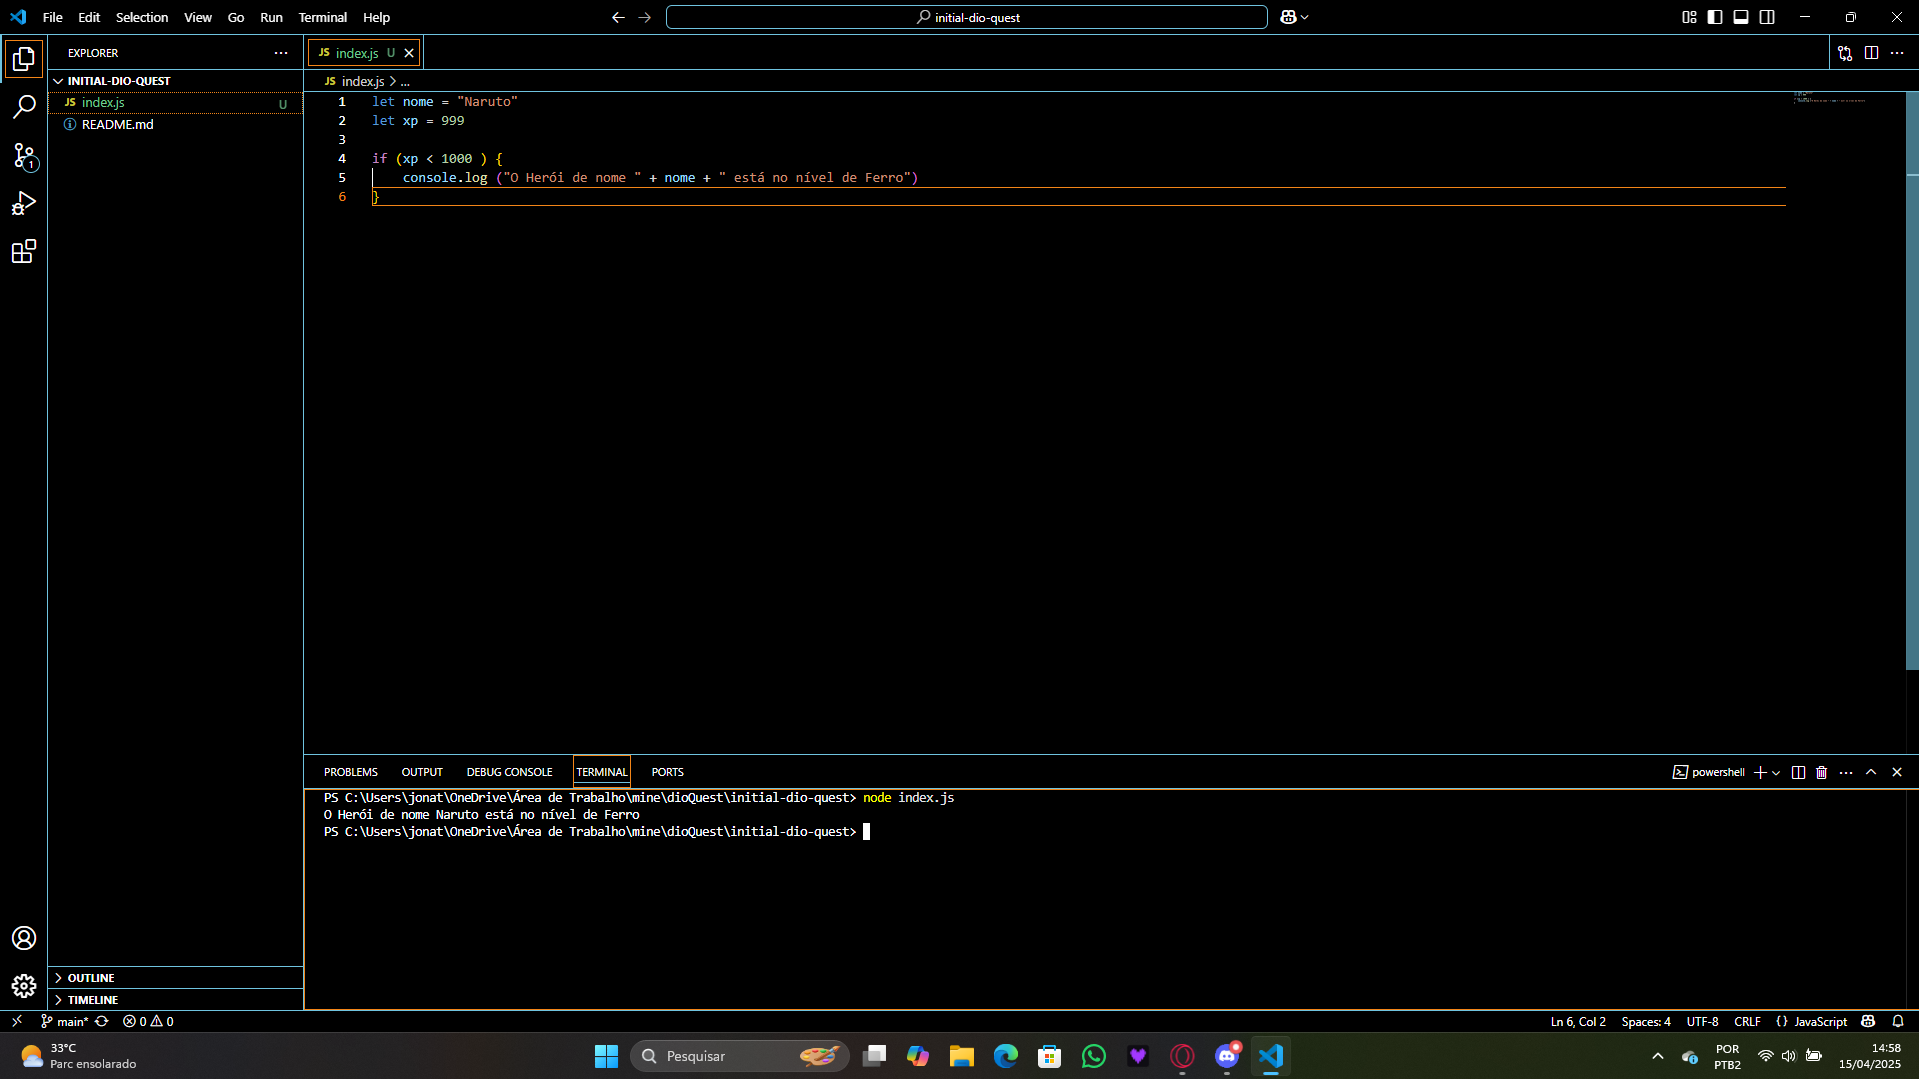 File Edit Selection View Go Run Terminal Help
initial-dio-quest
EXPLORER
INITIAL-DIO-QUEST
JS index.js U
README.md
JS index.js U
JS index.js > ...
1 let nome = "Naruto"
2 let xp = 999
3
4 if (xp < 1000 ) {
5 console.log ("O Herói de nome " + nome + " está no nível de Ferro")
6 }
1
PROBLEMS OUTPUT DEBUG CONSOLE TERMINAL PORTS
powershell
PS C:\Users\jonat\OneDrive\Área de Trabalho\mine\dioQuest\initial-dio-quest> node index.js
O Herói de nome Naruto está no nível de Ferro
PS C:\Users\jonat\OneDrive\Área de Trabalho\mine\dioQuest\initial-dio-quest>
OUTLINE
TIMELINE
main* 0 0
Ln 6, Col 2 Spaces: 4 UTF-8 CRLF {} JavaScript
33°C
Parc ensolarado
Pesquisar
POR
PTB2
14:58
15/04/2025